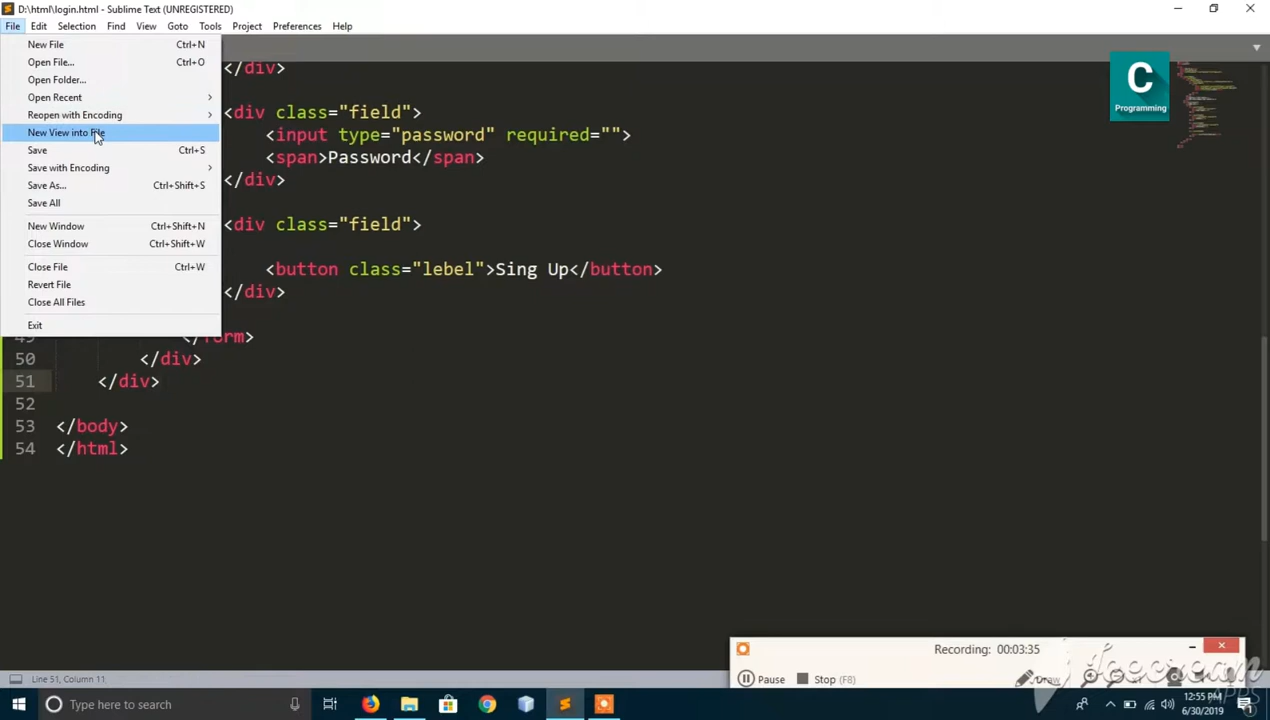 D:\html\login.html - Sublime Text (UNREGISTERED)
File Edit Selection Find View Goto Tools Project Preferences Help
New File Ctrl+N
Open File... Ctrl+O
Open Folder...
Open Recent
Reopen with Encoding
New View into File
Save Ctrl+S
Save with Encoding
Save As... Ctrl+Shift+S
Save All
New Window Ctrl+Shift+N
Close Window Ctrl+Shift+W
Close File Ctrl+W
Revert File
Close All Files
Exit
</div>
<div class="field">
<input type="password" required="">
<span>Password</span>
</div>
<div class="field">
<button class="lebel">Sing Up</button>
</div>
</form>
50 </div>
51 </div>
52
53 </body>
54 </html>
C
Programming
Recording: 00:03:35
Pause Stop (F8) Draw
Icecream
APPS
Line 51, Column 11
Type here to search
12:55 PM
6/30/2019